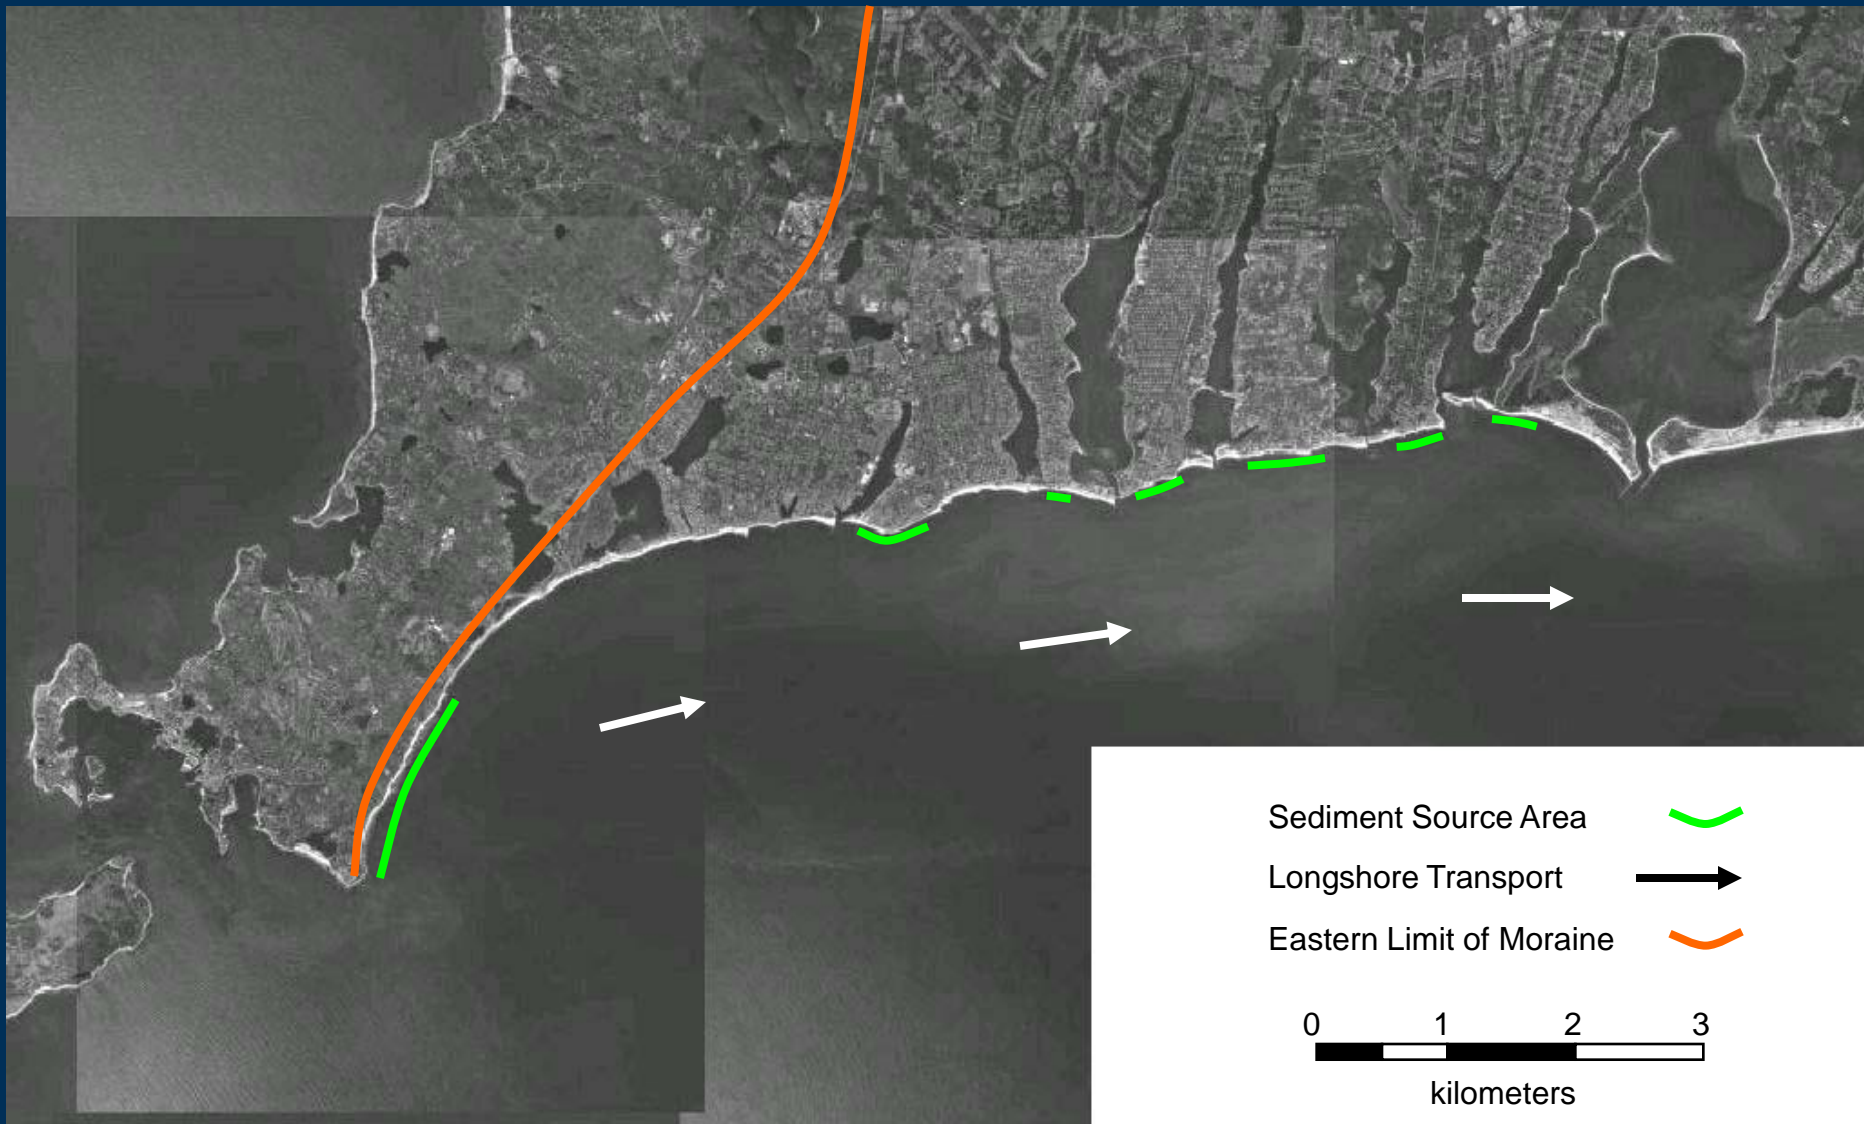 Sediment Source Area
Longshore Transport
Eastern Limit of Moraine
0 1 2 3
kilometers